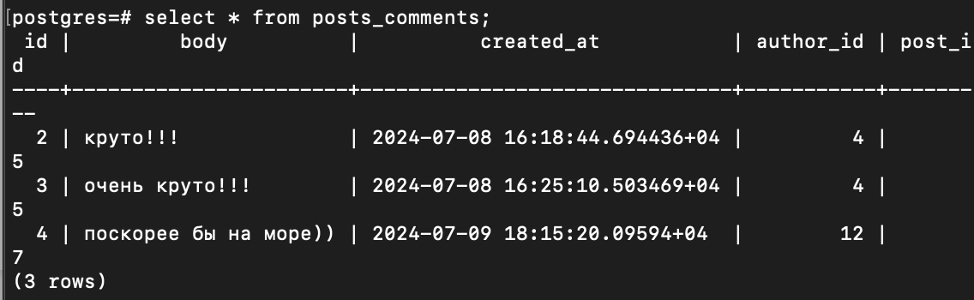 [postgres=# select * from posts_comments;
 id |         body          |          created_at           | author_id | post_i
d
----+-----------------------+-------------------------------+-----------+-------
--
  2 | круто!!!              | 2024-07-08 16:18:44.694436+04 |         4 |
5
  3 | очень круто!!!        | 2024-07-08 16:25:10.503469+04 |         4 |
5
  4 | поскорее бы на море)) | 2024-07-09 18:15:20.09594+04  |        12 |
7
(3 rows)